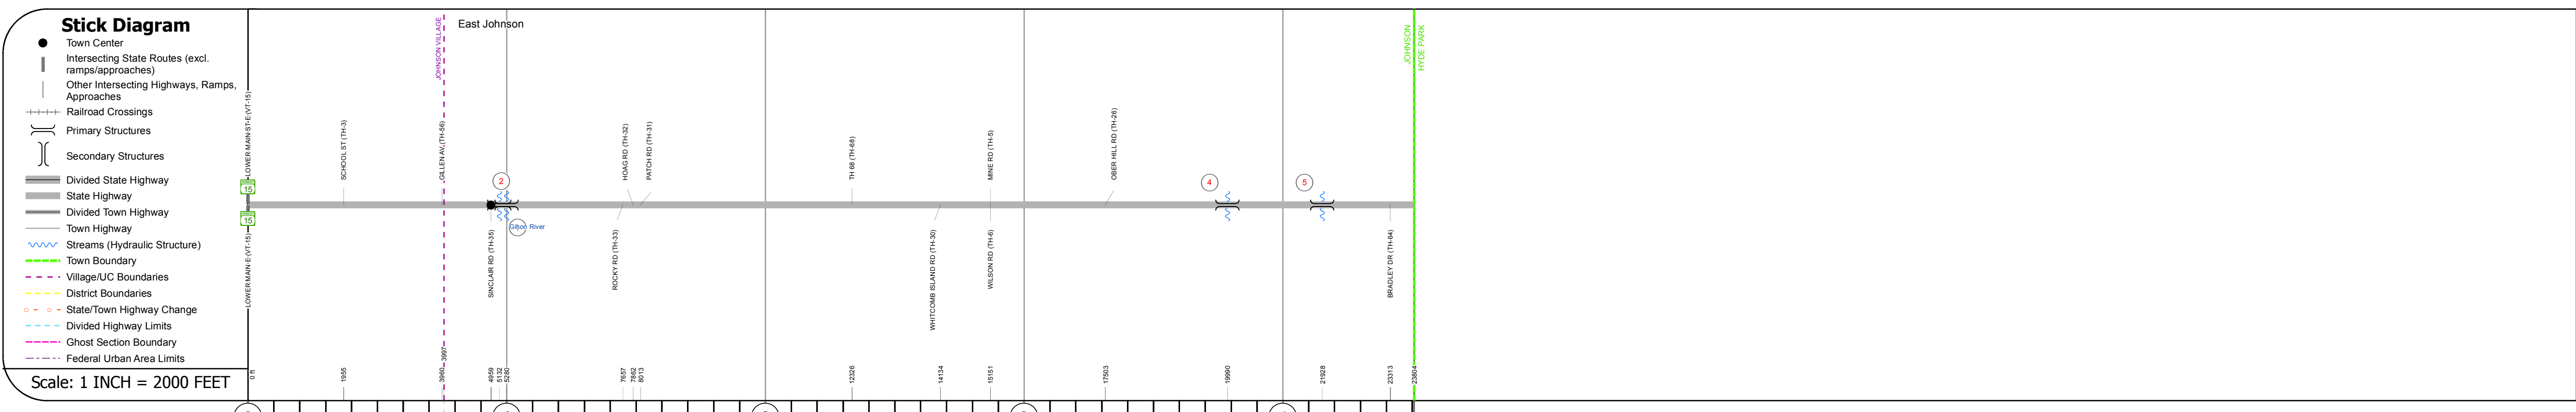 Stick Diagram
Town Center
Intersecting State Routes (excl.
ramps/approaches)
Other Intersecting Highways, Ramps,
Approaches
Railroad Crossings
Primary Structures
Secondary Structures
Divided State Highway
State Highway
Divided Town Highway
Town Highway
Streams (Hydraulic Structure)
Town Boundary
Village/UC Boundaries
District Boundaries
State/Town Highway Change
Divided Highway Limits
Ghost Section Boundary
Federal Urban Area Limits
Scale: 1 INCH = 2000 FEET
East Johnson
JOHNSON VILLAGE
JOHNSON
HYDE PARK
LOWER MAIN ST E (VT-15)
SCHOOL ST (TH-3)
GILLEN AV (TH-56)
HOAG RD (TH-32)
PATCH RD (TH-31)
TH 68 (TH-68)
MINE RD (TH-5)
OBER HILL RD (TH-26)
15
15
2
4
5
Gihon River
LOWER MAIN E (VT-15)
SINCLAIR RD (TH-35)
ROCKY RD (TH-33)
WHITCOMB ISLAND RD (TH-30)
WILSON RD (TH-6)
BRADLEY DR (TH-64)
0 ft
1955
3960
3997
4959
5132
5280
7657
7862
8013
12326
14134
15151
17503
19990
21928
23313
23804